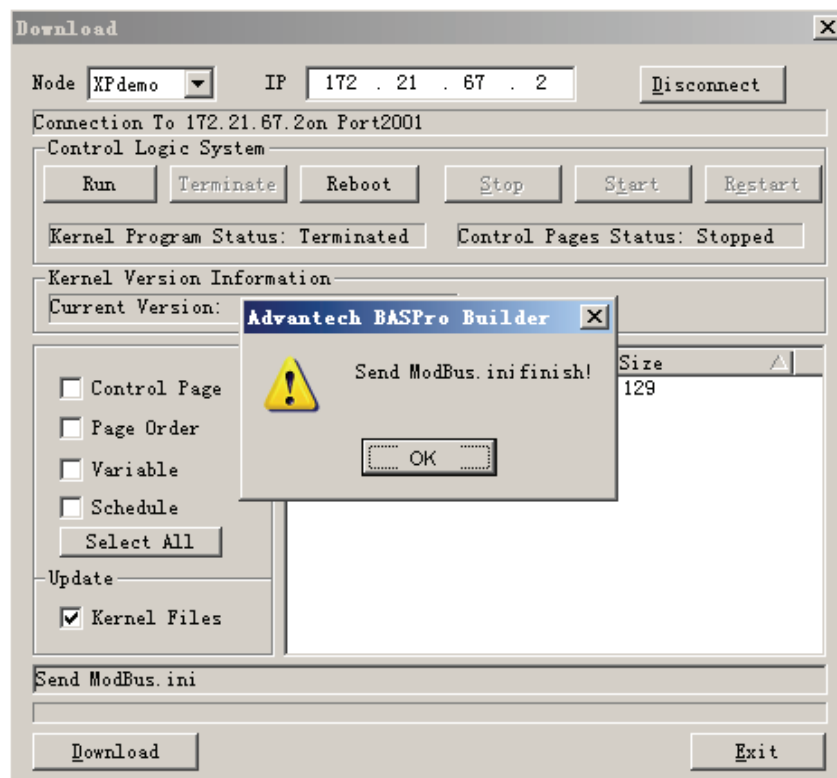 Download
Node XPdemo IP 172 . 21 . 67 . 2 Disconnect
Connection To 172.21.67.2on Port2001
Control Logic System
Run Terminate Reboot Stop Start Restart
Kernel Program Status: Terminated Control Pages Status: Stopped
Kernel Version Information
Current Version:
Advantech BASPro Builder
Send ModBus.inifinish!
OK
Size
129
Control Page
Page Order
Variable
Schedule
Select All
Update
Kernel Files
Send ModBus.ini
Download Exit